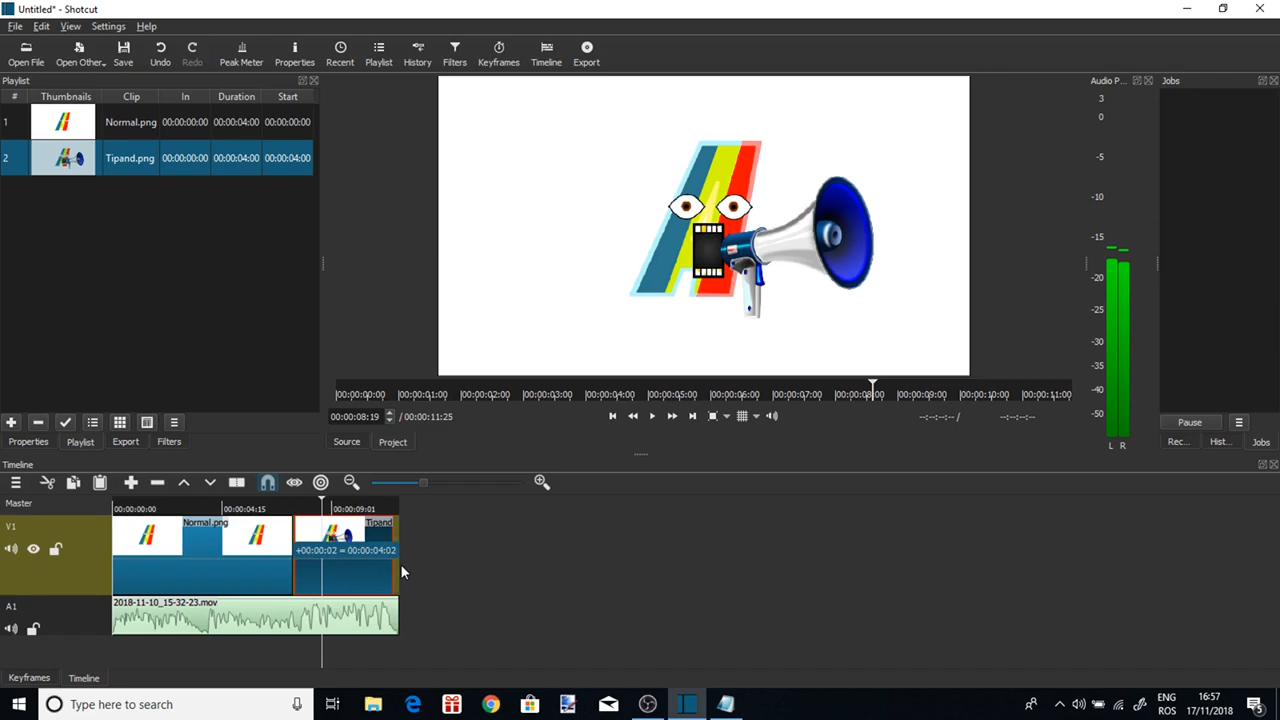 Untitled* - Shotcut
File Edit View Settings Help
Open File Open Other.. Save Undo Redo Peak Meter Properties Recent Playlist History Filters Keyframes Timeline Export
Playlist Audio P... Jobs
# Thumbnails Clip In Duration Start
1 Normal.png 00:00:00:00 00:00:04:00 00:00:00:00
2 Tipand.png 00:00:00:00 00:00:04:00 00:00:04:00
3
0
-5
-10
-15
-20
-25
-30
-35
-40
-50
L R
00:00:00:00 00:00:01:00 00:00:02:00 00:00:03:00 00:00:04:00 00:00:05:00 00:00:06:00 00:00:07:00 00:00:08:00 00:00:09:00 00:00:10:00 00:00:11:00
00:00:08:19 / 00:00:11:25 --:--:--:-- / --:--:--:--
Pause
Properties Playlist Export Filters Source Project Rec... Hist... Jobs
Timeline
Master 00:00:00:00 00:00:04:15 00:00:09:01
V1 Normal.png Tipand
+00:00:02 = 00:00:04:02
A1 2018-11-10_15-32-23.mov
Keyframes Timeline
Type here to search ENG 16:57
ROS 17/11/2018 5